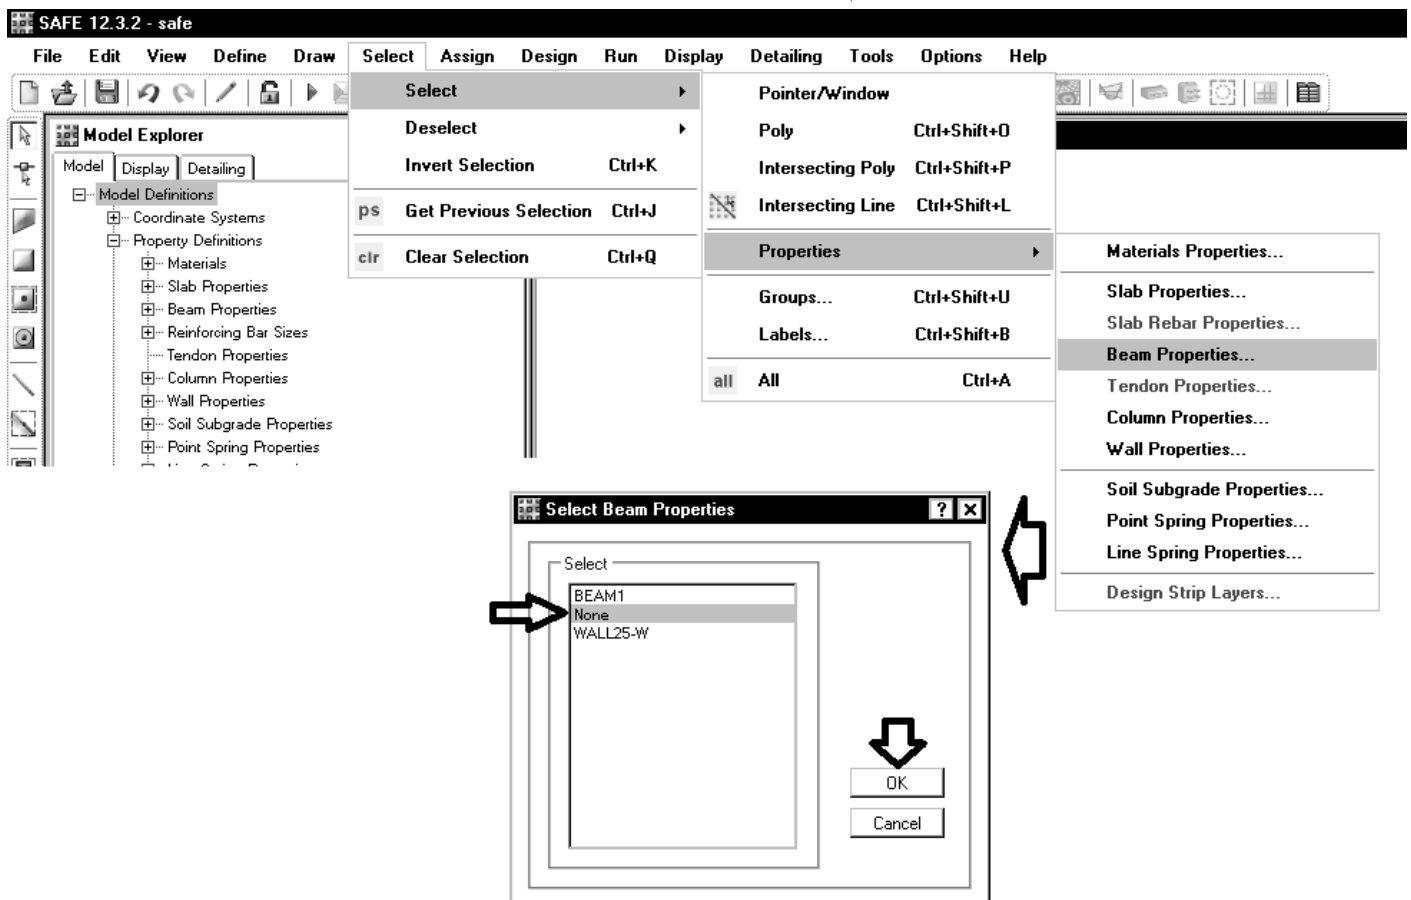 SAFE 12.3.2 - safe
File Edit View Define Draw Select Assign Design Run Display Detailing Tools Options Help
Model Explorer
Model Display Detailing
Model Definitions
Coordinate Systems
Property Definitions
Materials
Slab Properties
Beam Properties
Reinforcing Bar Sizes
Tendon Properties
Column Properties
Wall Properties
Soil Subgrade Properties
Point Spring Properties
Select
Deselect
Invert Selection Ctrl+K
ps Get Previous Selection Ctrl+J
clr Clear Selection Ctrl+Q
Pointer/Window
Poly Ctrl+Shift+O
Intersecting Poly Ctrl+Shift+P
Intersecting Line Ctrl+Shift+L
Properties
Groups... Ctrl+Shift+U
Labels... Ctrl+Shift+B
all All Ctrl+A
Materials Properties...
Slab Properties...
Slab Rebar Properties...
Beam Properties...
Tendon Properties...
Column Properties...
Wall Properties...
Soil Subgrade Properties...
Point Spring Properties...
Line Spring Properties...
Design Strip Layers...
Select Beam Properties
Select
BEAM1
None
WALL25-W
OK
Cancel